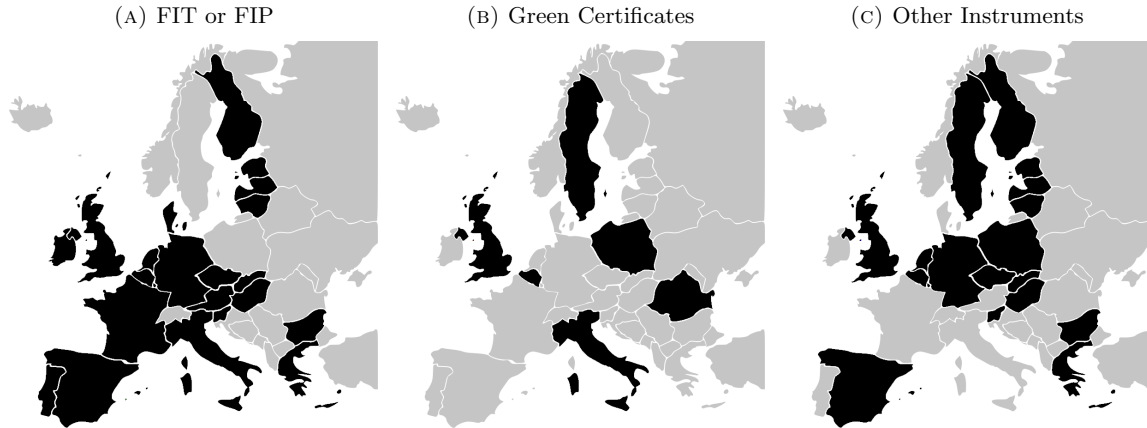 (A) FIT or FIP
(B) Green Certificates
(C) Other Instruments